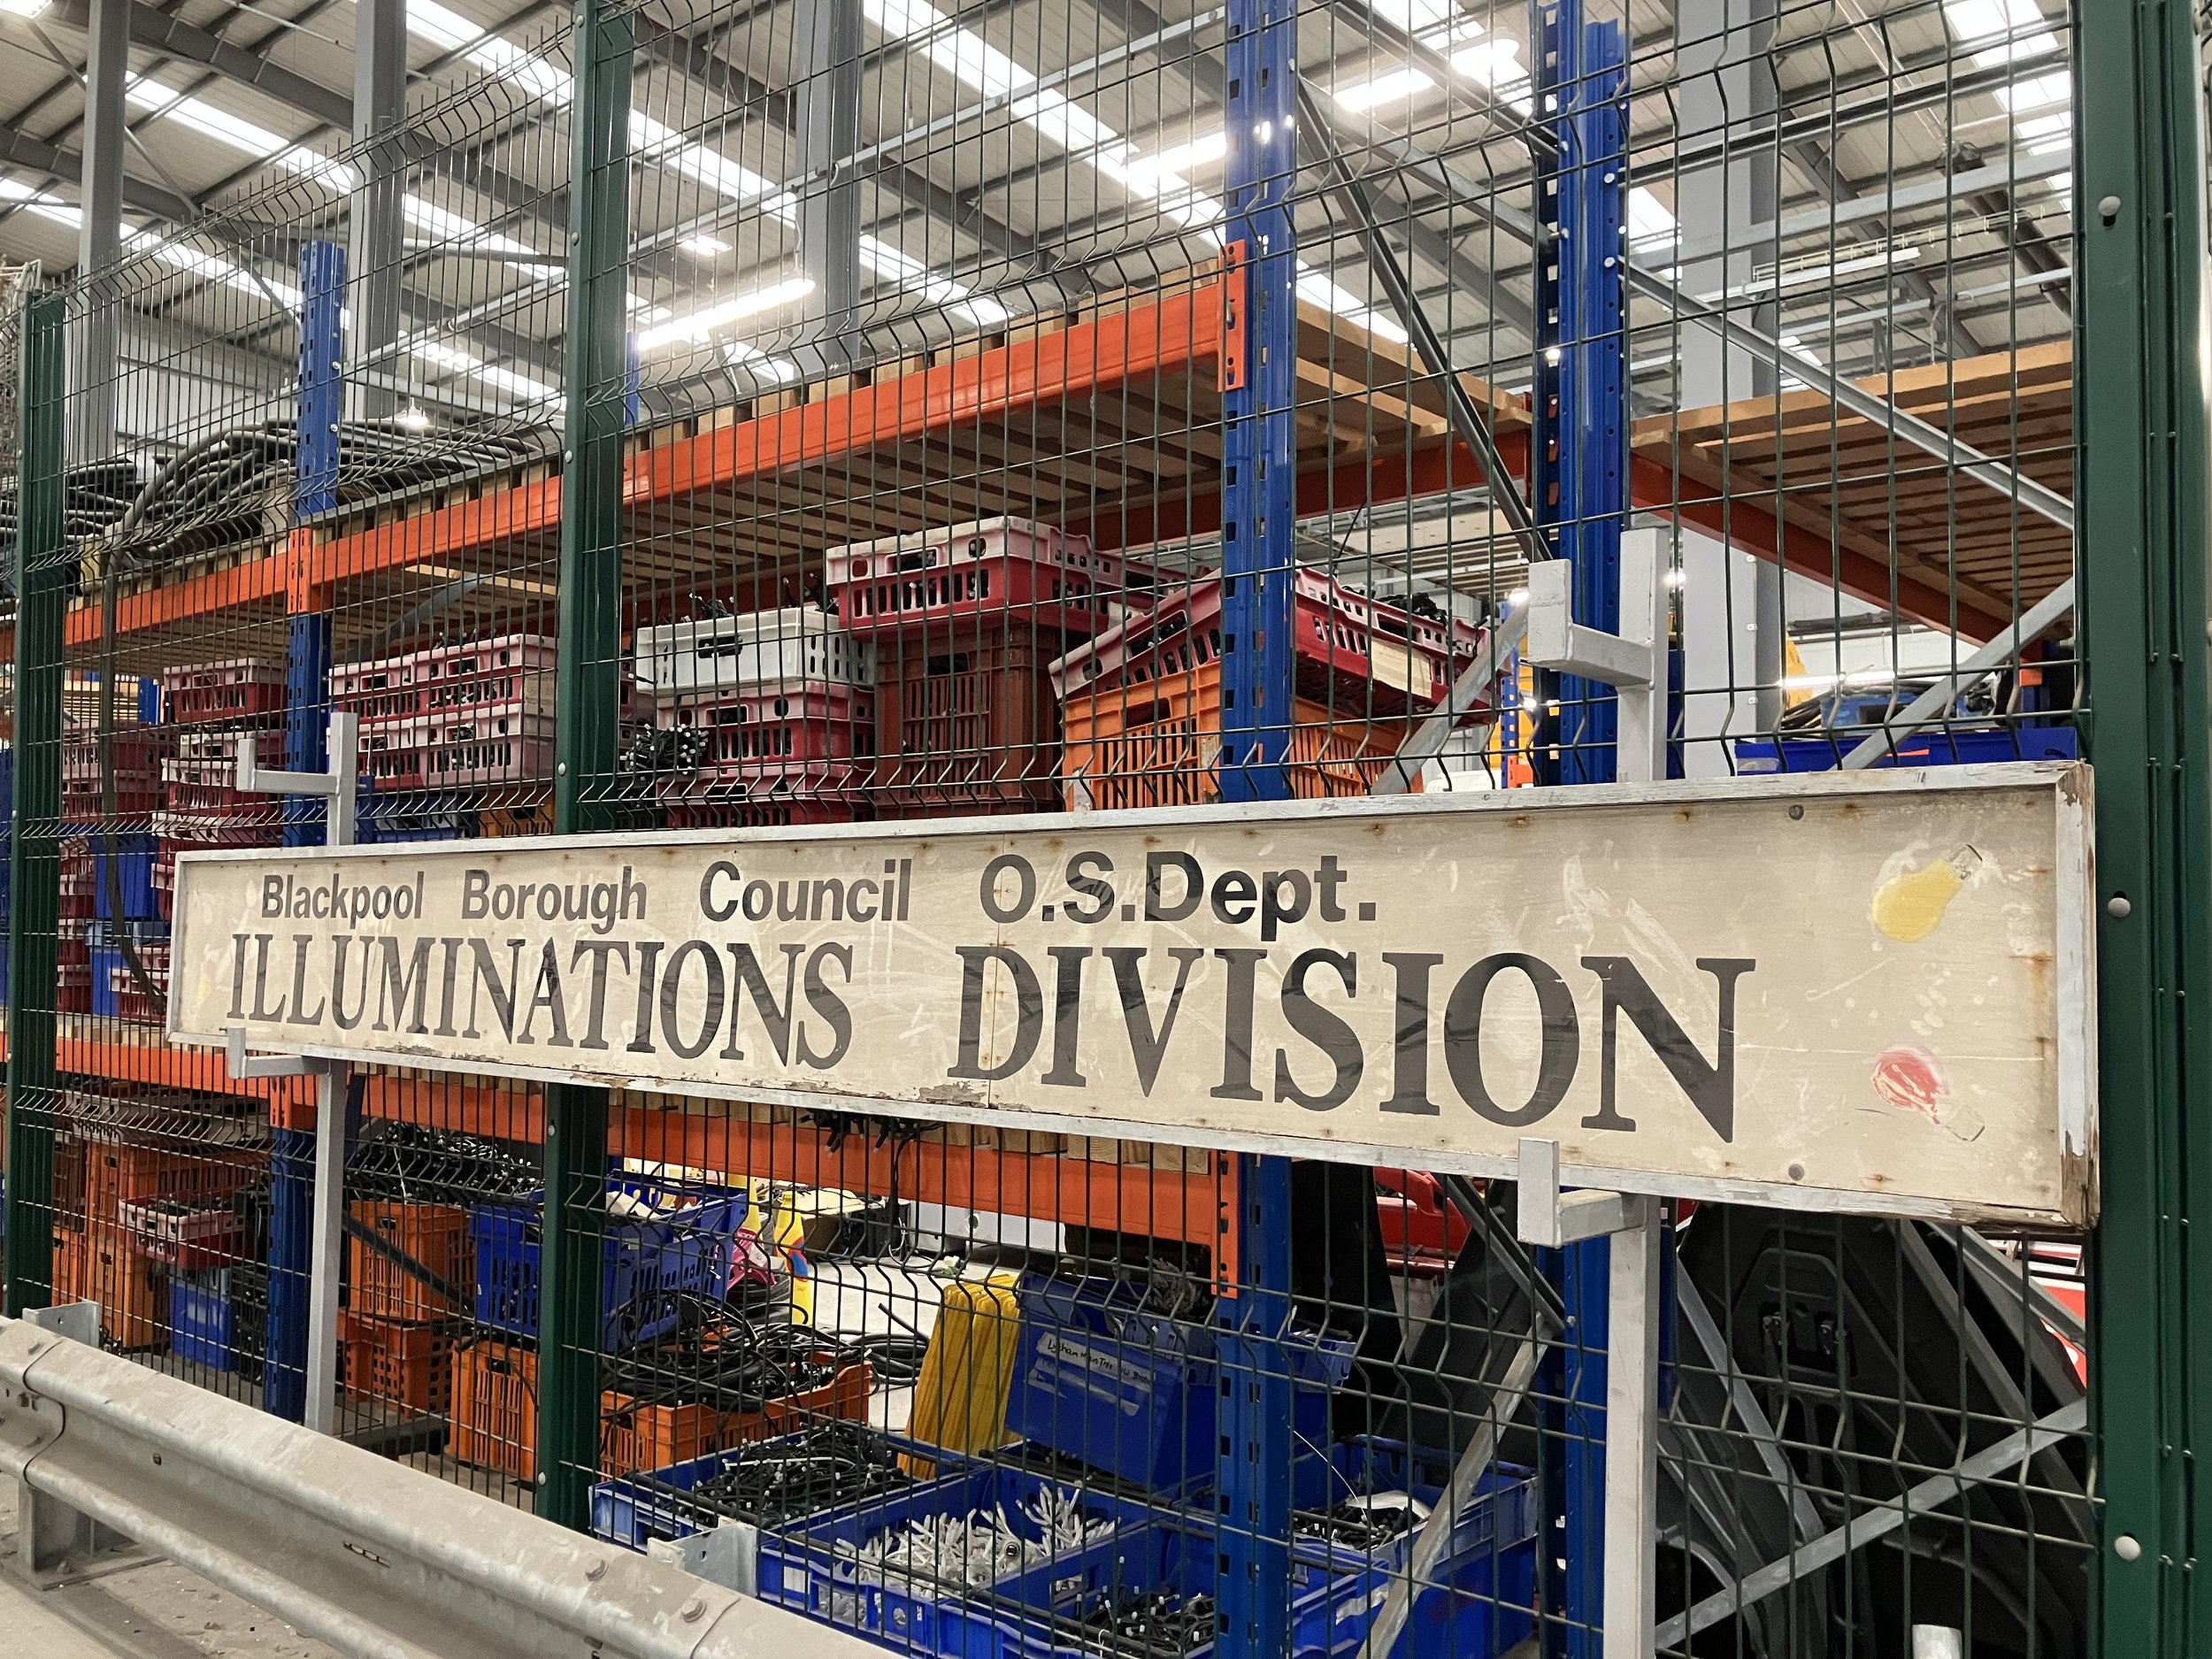 Blackpool Borough Council O.S.Dept.
ILLUMINATIONS DIVISION